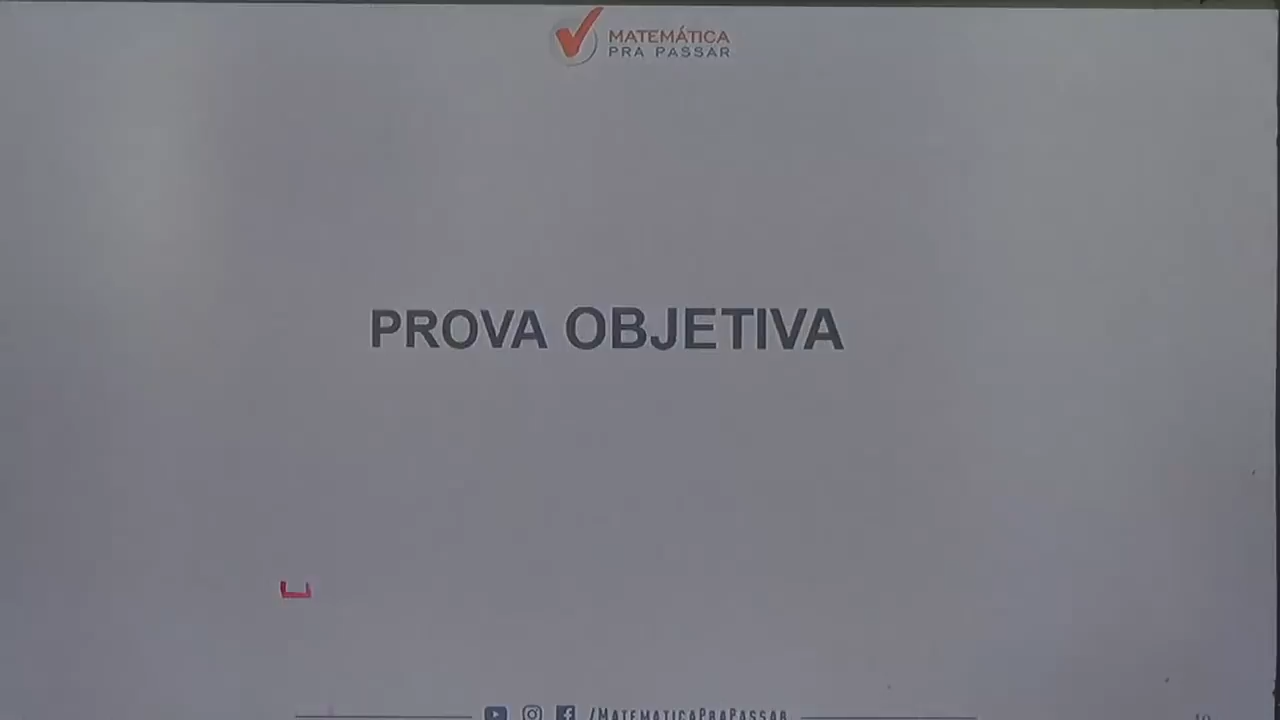 MATEMÁTICA
PRA PASSAR
PROVA OBJETIVA
/MATEMATICAPRAPASSAR